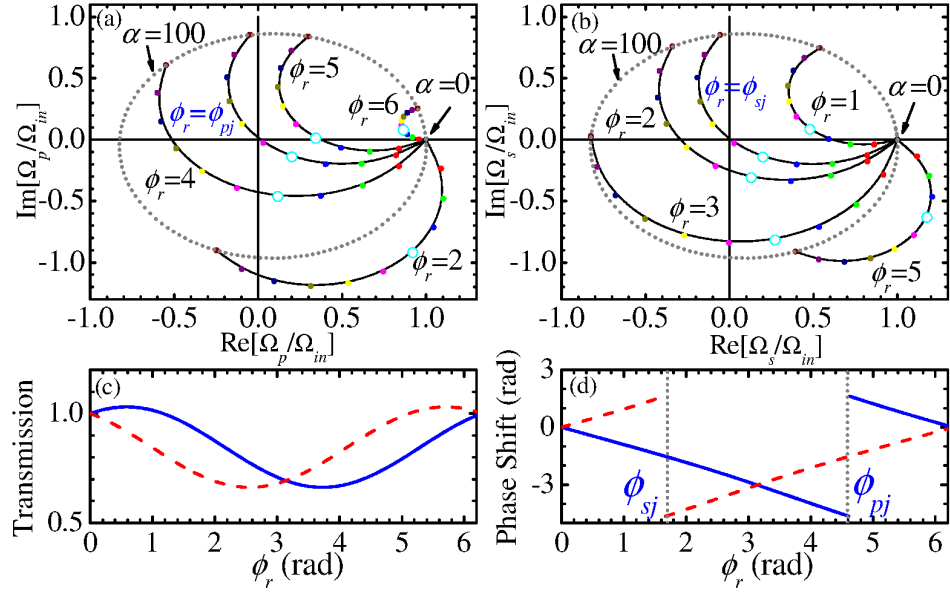 (a)
α=100
ϕr=5
α=0
ϕr=ϕpj
ϕr=6
ϕr=4
ϕr=2
1.0
0.5
0.0
-0.5
-1.0
Im[Ωp/Ωin]
-1.0 -0.5 0.0 0.5 1.0
Re[Ωp/Ωin]
(b)
α=100
α=0
ϕr=ϕsj
ϕr=1
ϕr=2
ϕr=3
ϕr=5
1.0
0.5
0.0
-0.5
-1.0
Im[Ωs/Ωin]
-1.0 -0.5 0.0 0.5 1.0
Re[Ωs/Ωin]
(c)
1.0
0.5
Transmission
0 1 2 3 4 5 6
ϕr (rad)
(d)
3
0
-3
Phase Shift (rad)
ϕsj
ϕpj
0 1 2 3 4 5 6
ϕr (rad)